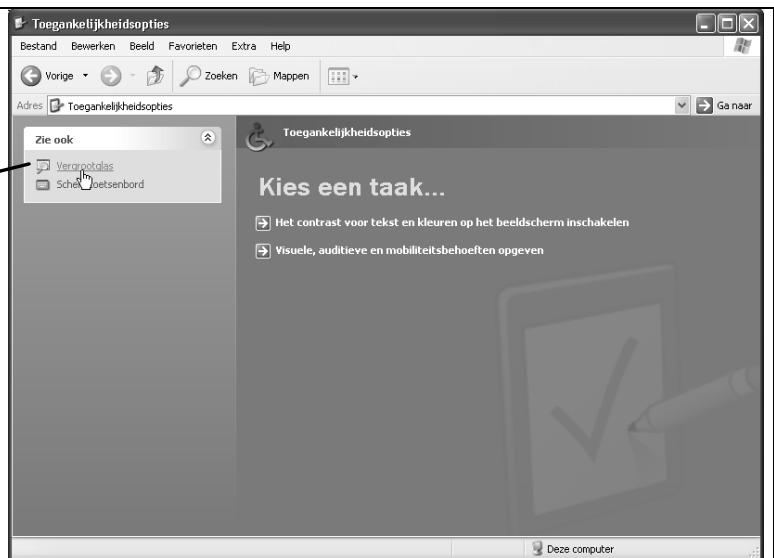 Toegankelijkheidsopties
Bestand Bewerken Beeld Favorieten Extra Help
Vorige Zoeken Mappen
Adres Toegankelijkheidsopties Ga naar
Zie ook
Vergrootglas
Toegankelijkheidsopties
Kies een taak...
Het contrast voor tekst en kleuren op het beeldscherm inschakelen
Visuele, auditieve en mobiliteitsbehoeften opgeven
Deze computer